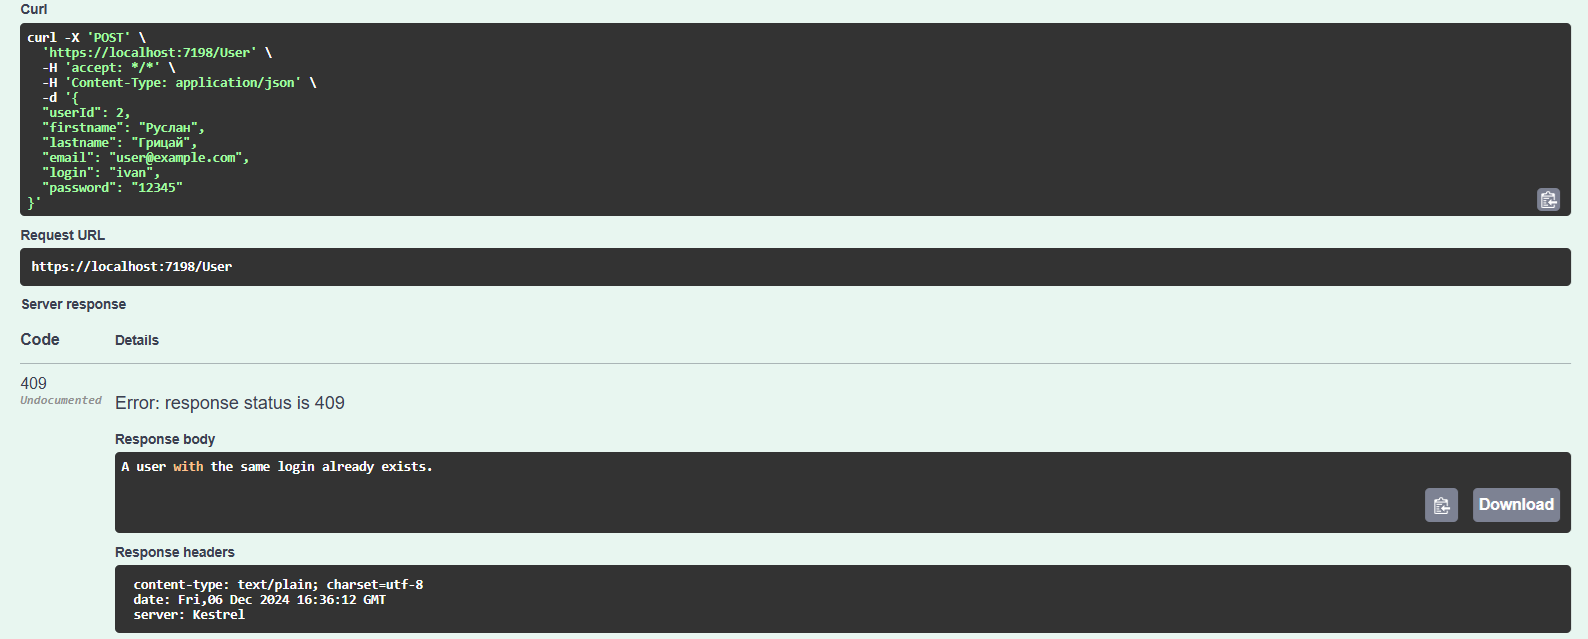 Curl
curl -X 'POST' \
'https://localhost:7198/User' \
-H 'accept: */*' \
-H 'Content-Type: application/json' \
-d '{
"userId": 2,
"firstname": "Руслан",
"lastname": "Грицай",
"email": "user@example.com",
"login": "ivan",
"password": "12345"
}'
Request URL
https://localhost:7198/User
Server response
Code Details
409
Undocumented
Error: response status is 409
Response body
A user with the same login already exists.
Download
Response headers
content-type: text/plain; charset=utf-8
date: Fri,06 Dec 2024 16:36:12 GMT
server: Kestrel